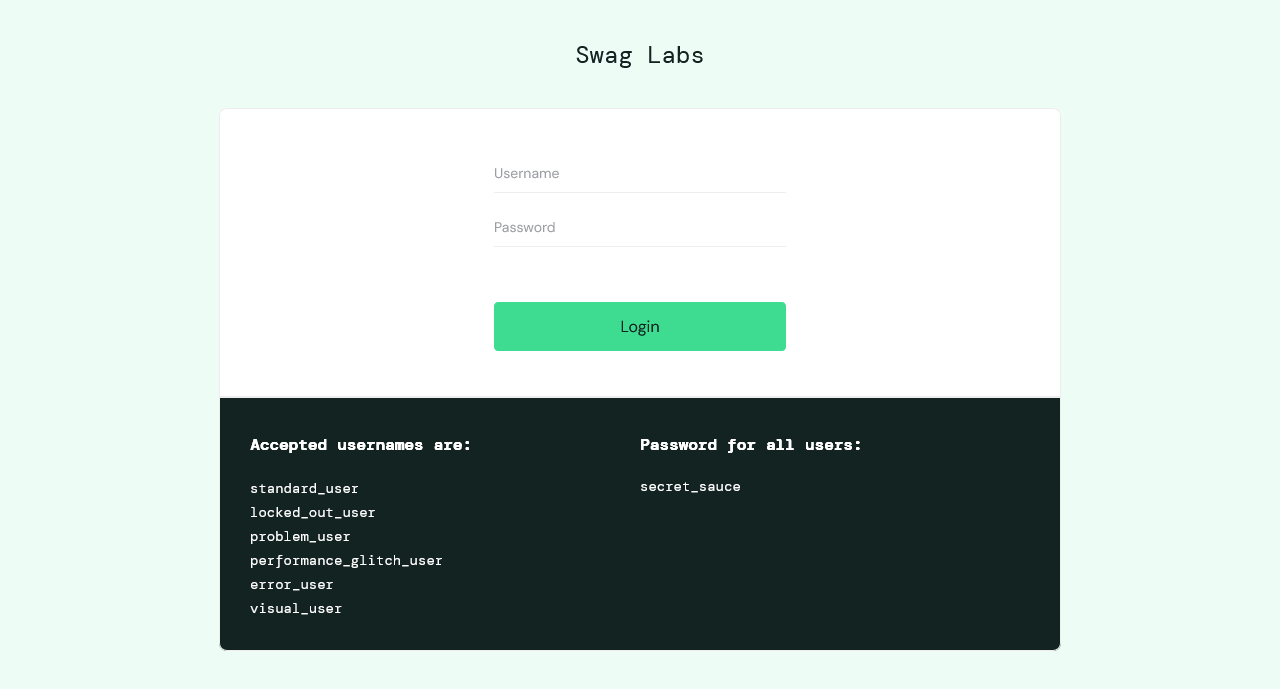 Swag Labs
Username
Password
Login
Accepted usernames are:
standard_user
locked_out_user
problem_user
performance_glitch_user
error_user
visual_user
Password for all users:
secret_sauce